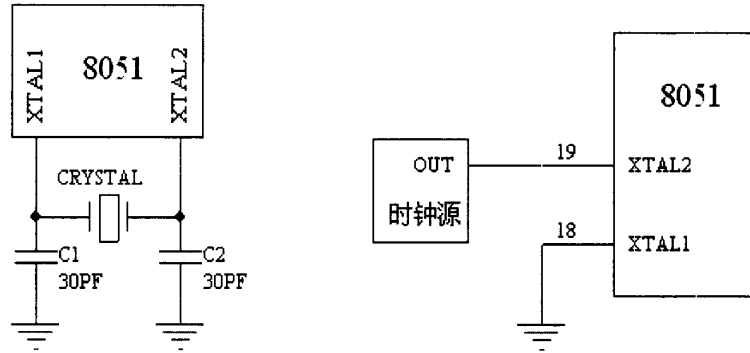 XTAL1
8051
XTAL2
CRYSTAL
C1
30PF
C2
30PF
8051
OUT
时钟源
19
XTAL2
18
XTAL1